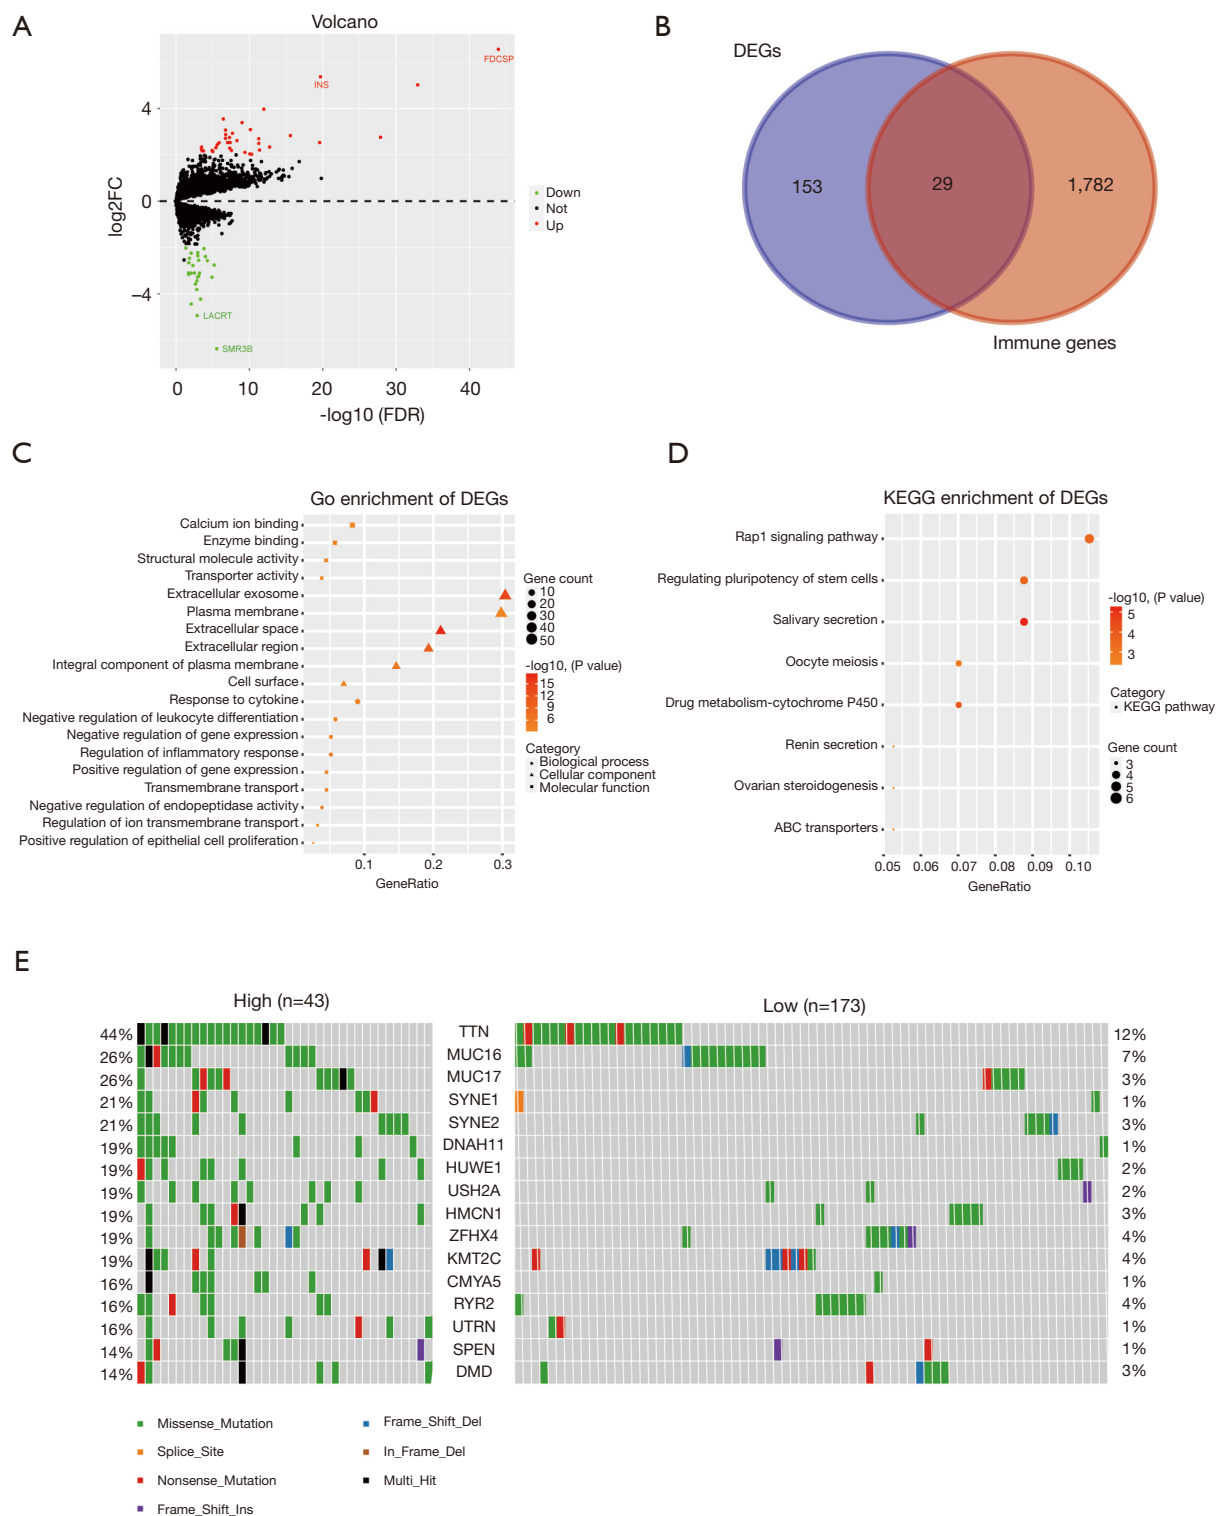 A
Volcano
FDCSP
INS
LACRT
SMR3B
4
0
−4
log2FC
0 10 20 30 40
-log10 (FDR)
Down
Not
Up
B
DEGs
153
29
1,782
Immune genes
C
Go enrichment of DEGs
Calcium ion binding
Enzyme binding
Structural molecule activity
Transporter activity
Extracellular exosome
Plasma membrane
Extracellular space
Extracellular region
Integral component of plasma membrane
Cell surface
Response to cytokine
Negative regulation of leukocyte differentiation
Negative regulation of gene expression
Regulation of inflammatory response
Positive regulation of gene expression
Transmembrane transport
Negative regulation of endopeptidase activity
Regulation of ion transmembrane transport
Positive regulation of epithelial cell proliferation
0.1 0.2 0.3
GeneRatio
Gene count
10
20
30
40
50
-log10, (P value)
15
12
9
6
Category
Biological process
Cellular component
Molecular function
D
KEGG enrichment of DEGs
Rap1 signaling pathway
Regulating pluripotency of stem cells
Salivary secretion
Oocyte meiosis
Drug metabolism-cytochrome P450
Renin secretion
Ovarian steroidogenesis
ABC transporters
0.05 0.06 0.07 0.08 0.09 0.10
GeneRatio
-log10, (P value)
5
4
3
Category
KEGG pathway
Gene count
3
4
5
6
E
High (n=43)
Low (n=173)
44% TTN 12%
26% MUC16 7%
26% MUC17 3%
21% SYNE1 1%
21% SYNE2 3%
19% DNAH11 1%
19% HUWE1 2%
19% USH2A 2%
19% HMCN1 3%
19% ZFHX4 4%
19% KMT2C 4%
16% CMYA5 1%
16% RYR2 4%
16% UTRN 1%
14% SPEN 1%
14% DMD 3%
Missense_Mutation
Splice_Site
Nonsense_Mutation
Frame_Shift_Ins
Frame_Shift_Del
In_Frame_Del
Multi_Hit